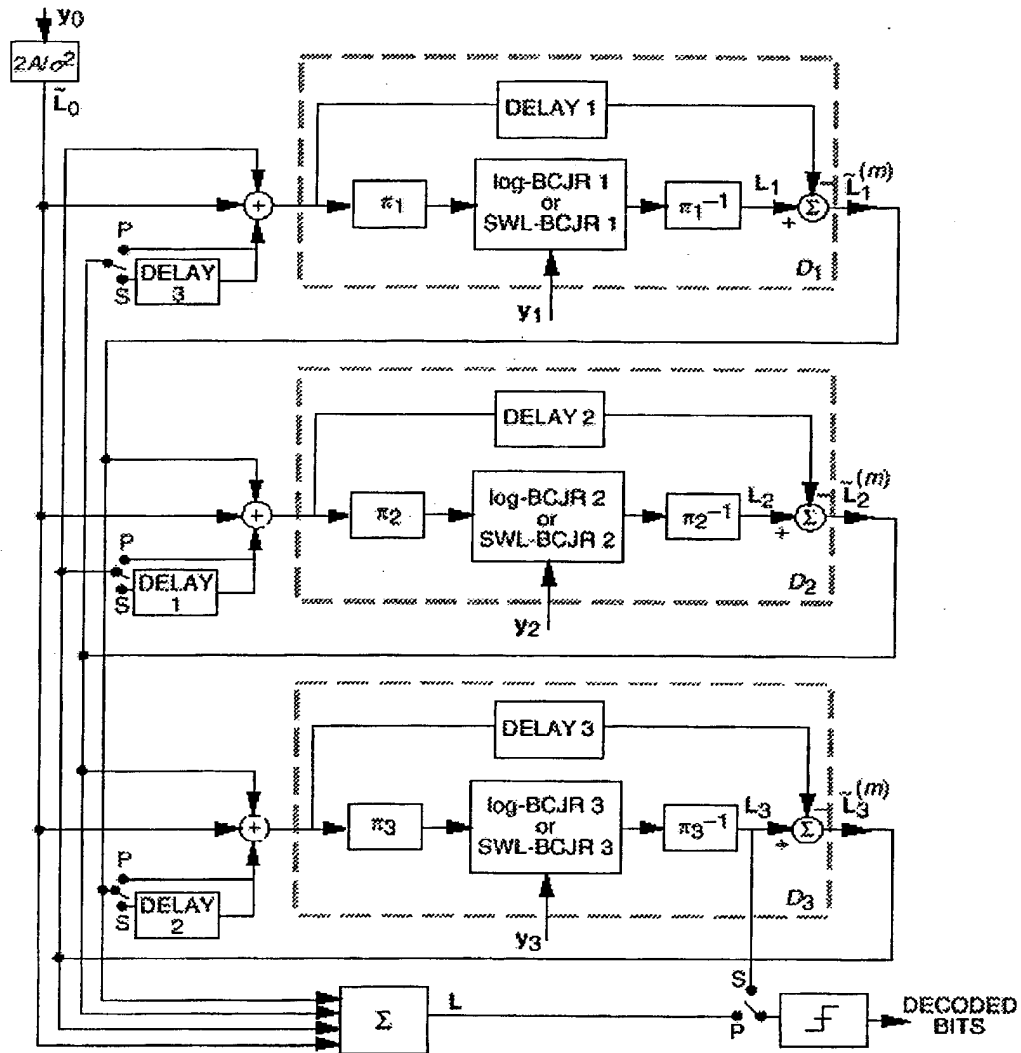 y₀
2A/σ²
L̃₀
DELAY 1
π₁
log-BCJR 1
or
SWL-BCJR 1
π₁⁻¹
L₁
L̃₁⁽ᵐ⁾
+
−
Σ
+
P
S
DELAY
3
D₁
y₁
DELAY 2
π₂
log-BCJR 2
or
SWL-BCJR 2
π₂⁻¹
L₂
L̃₂⁽ᵐ⁾
+
−
Σ
+
P
S
DELAY
1
D₂
y₂
DELAY 3
π₃
log-BCJR 3
or
SWL-BCJR 3
π₃⁻¹
L₃
L̃₃⁽ᵐ⁾
+
−
Σ
+
P
S
DELAY
2
D₃
y₃
Σ
L
S
P
DECODED
BITS